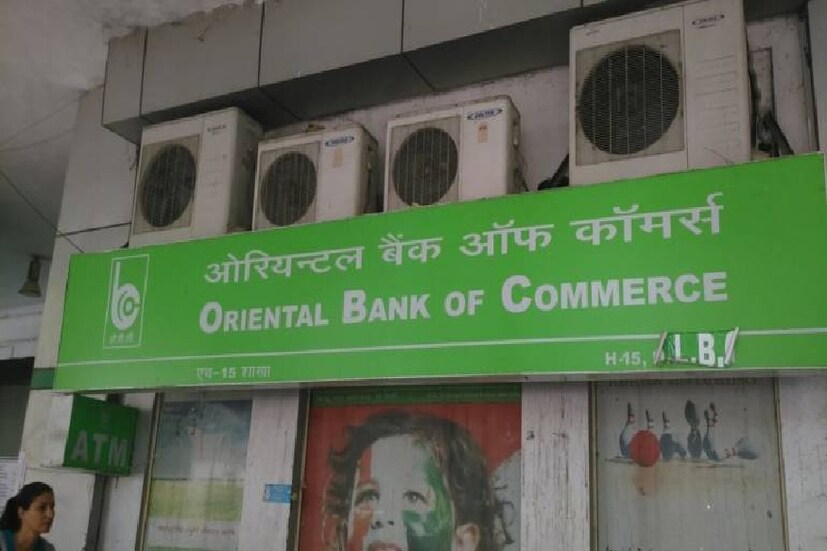 ओरियन्टल बैंक ऑफ कॉमर्स
ORIENTAL BANK OF COMMERCE
एच-15 शाखा
H-15,
L.B.
ATM